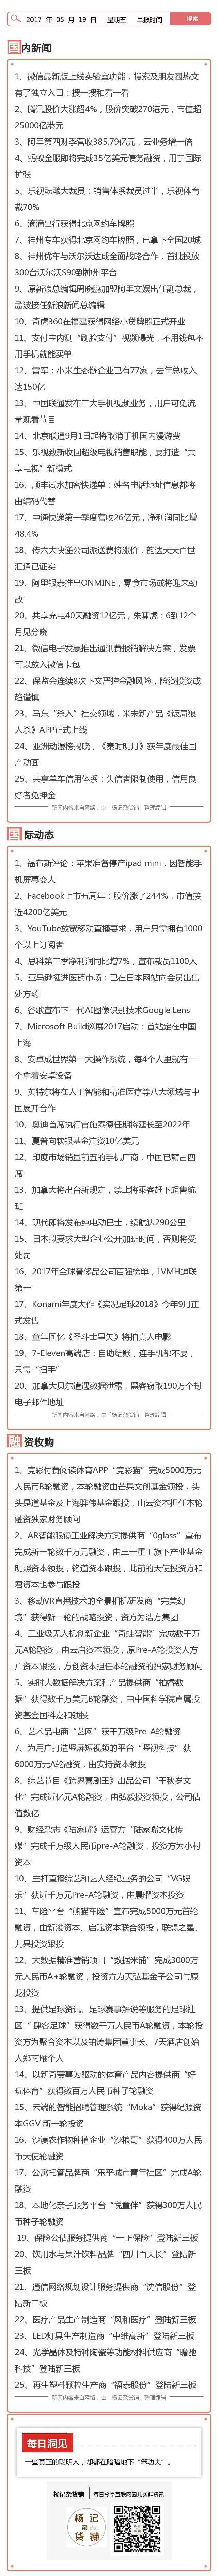 2017 年 05 月 19 日 星期五 早报时间 搜索
国内新闻
1、微信最新版上线实验室功能，搜索及朋友圈热文
有了独立入口：搜一搜和看一看
2、腾讯股价大涨超4%，股价突破270港元，市值超
25000亿港元
3、阿里第四财季营收385.79亿元，云业务增一倍
4、蚂蚁金服即将完成35亿美元债务融资，用于国际
扩张
5、乐视酝酿大裁员：销售体系裁员过半，乐视体育
裁70%
6、滴滴出行获得北京网约车牌照
7、神州专车获得北京网约车牌照，已拿下全国20城
8、神州优车与沃尔沃达成全面战略合作，首批投放
300台沃尔沃S90到神州平台
9、原新浪总编辑周晓鹏加盟阿里文娱出任副总裁，
孟波接任新浪新闻总编辑
10、奇虎360在福建获得网络小贷牌照正式开业
11、支付宝内测“刷脸支付”视频曝光，不用钱包不
用手机就能买单
12、雷军：小米生态链企业已有77家，去年总收入
达150亿
13、中国联通发布三大手机视频业务，用户可免流
量观看节目
14、北京联通9月1日起将取消手机国内漫游费
15、乐视致新收回超级电视销售职能，要打造“共
享电视”新模式
16、顺丰试水加密快递单：姓名电话地址信息都将
由编码代替
17、中通快递第一季度营收26亿元，净利润同比增
48.4%
18、传六大快递公司派送费将涨价，韵达天天百世
汇通已证实
19、阿里银泰推出ONMINE，零食市场或将迎来劲
敌
20、共享充电40天融资12亿元，朱啸虎：6到12个
月见分晓
21、微信电子发票推出通讯费报销解决方案，发票
可以放入微信卡包
22、保监会连续8次下文严控金融风险，险资投资或
趋谨慎
23、马东“杀入”社交领域，米未新产品《饭局狼
人杀》APP正式上线
24、亚洲动漫榜揭晓，《秦时明月》获年度最佳国
产动画
25、共享单车信用体系：失信者限制使用，信用良
好者免押金
新闻内容来自网络，由「杨记杂货铺」整理编辑
国际动态
1、福布斯评论：苹果准备停产ipad mini，因智能手
机屏幕变大
2、Facebook上市五周年：股价涨了244%，市值接
近4200亿美元
3、YouTube放宽移动直播要求，用户只需拥有1000
个以上订阅者
4、思科第三季净利润同比增7%，宣布裁员1100人
5、亚马逊挺进医药市场：已在日本网站向会员出售
处方药
6、谷歌宣布下一代AI图像识别技术Google Lens
7、Microsoft Build巡展2017启动：首站定在中国
上海
8、安卓成世界第一大操作系统，每4个人里就有一
个拿着安卓设备
9、英特尔将在人工智能和精准医疗等八大领域与中
国展开合作
10、奥迪首席执行官施泰德任期将延长至2022年
11、夏普向软银基金注资10亿美元
12、印度市场销量前五的手机厂商，中国已霸占四
席
13、加拿大将出台新规定，禁止将乘客赶下超售航
班
14、现代即将发布纯电动巴士，续航达290公里
15、日本拟要求大型企业公开加班时间，否则将受
处罚
16、2017年全球奢侈品公司百强榜单，LVMH蝉联
第一
17、Konami年度大作《实况足球2018》今年9月正
式发售
18、童年回忆《圣斗士星矢》将拍真人电影
19、7-Eleven高端店：自助结账，连手机都不要，
只需“扫手”
20、加拿大贝尔遭遇数据泄露，黑客窃取190万个封
电子邮件地址
新闻内容来自网络，由「杨记杂货铺」整理编辑
融资收购
1、竞彩付费阅读体育APP“竞彩猫”完成5000万元
人民币B轮融资，本轮融资由芒果文创基金领投，头
头是道基金及上海骅伟基金跟投，山云资本担任本轮
融资独家财务顾问
2、AR智能眼镜工业解决方案提供商“0glass”宣布
完成新一轮数千万元融资，由三一重工旗下产业基金
明照资本领投，铭道资本跟投，此前的天使投资方和
君资本也参与跟投
3、移动VR直播技术的全景相机研发商“完美幻
境”获得新一轮的战略投资，资方为浩方集团
4、工业级无人机创新企业“奇蛙智能”完成数千万
元A轮融资，由云启资本领投，原Pre-A轮投资人方
广资本跟投，方创资本担任本轮融资的独家财务顾问
5、实时大数据解决方案和产品提供商“柏睿数
据”获得数千万美元B轮融资，由中国科学院直属投
资基金国科嘉和领投
6、艺术品电商“艺网”获千万级Pre-A轮融资
7、为用户打造竖屏短视频的平台“竖视科技”获
6000万元A轮融资，由安持资本领投
8、综艺节目《跨界喜剧王》出品公司“千秋岁文
化”完成近亿元A轮融资，由弘毅投资领投，公司估
值数亿
9、财经杂志《陆家嘴》运营方“陆家嘴文化传
媒”完成千万级人民币pre-A轮融资，投资方为小村
资本
10、主打直播综艺和艺人经纪业务的公司“VG娱
乐”获近千万元Pre-A轮融资，由晨曜资本投资
11、车险平台“熊猫车险”宣布完成5000万元首轮
融资，由新浚资本、启赋资本联合领投，联想之星、
九果投资跟投
12、大数据精准营销项目“数据米铺”完成3000万
元人民币A+轮融资，投资方为天弘基金子公司与原
龙投资
13、提供足球资讯、足球赛事解说等服务的足球社
区“肆客足球”获得数千万人民币A轮融资，本轮投
资方为聚合资本以及铂涛集团董事长、7天酒店创始
人郑南雁个人
14、以新奇赛事为驱动的体育产品内容提供商“好
玩体育”获得数百万人民币种子轮融资
15、云端的智能招聘管理系统“Moka”获得纪源资
本GGV 新一轮投资
16、沙漠农作物种植企业“沙粮哥”获得400万人民
币天使轮融资
17、公寓托管品牌商“乐乎城市青年社区”完成A轮
融资
18、本地化亲子服务平台“悦童伴”获得300万人民
币种子轮融资
19、保险公估服务提供商“一正保险”登陆新三板
20、饮用水与果汁饮料品牌“四川百夫长”登陆新
三板
21、通信网络规划设计服务提供商“沈信股份”登
陆新三板
22、医疗产品生产制造商“风和医疗”登陆新三板
23、LED灯具生产制造商“中维高新”登陆新三板
24、光学晶体及特种陶瓷等功能材料供应商“瞻驰
科技”登陆新三板
25、再生塑料颗粒生产商“福泰股份”登陆新三板
新闻内容来自网络，由「杨记杂货铺」整理编辑
每日洞见
一些真正的聪明人，却都在暗暗地下“笨功夫”。
杨记杂货铺 每日分享互联网圈儿新鲜资讯
杨记
杂
货铺